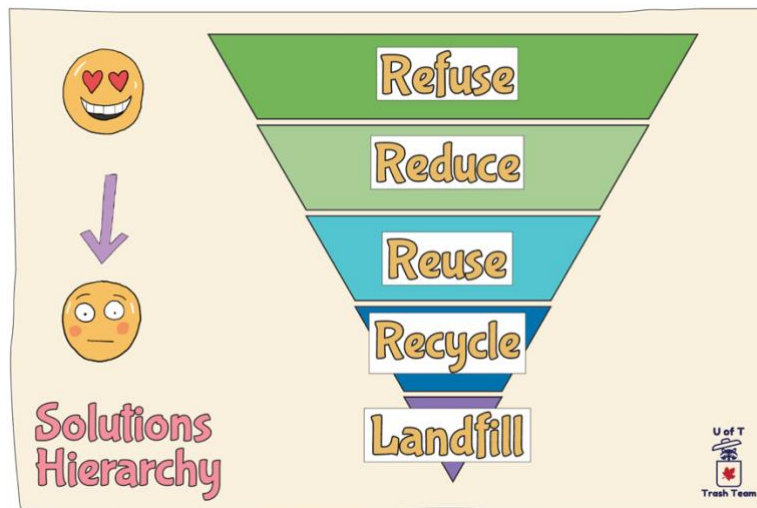 Refuse
Reduce
Reuse
Recycle
Landfill
Solutions
Hierarchy
U of T
Trash Team